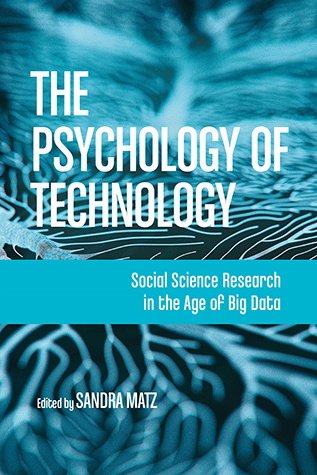 THE
PSYCHOLOGY OF
TECHNOLOGY
Social Science Research
in the Age of Big Data
Edited by SANDRA MATZ